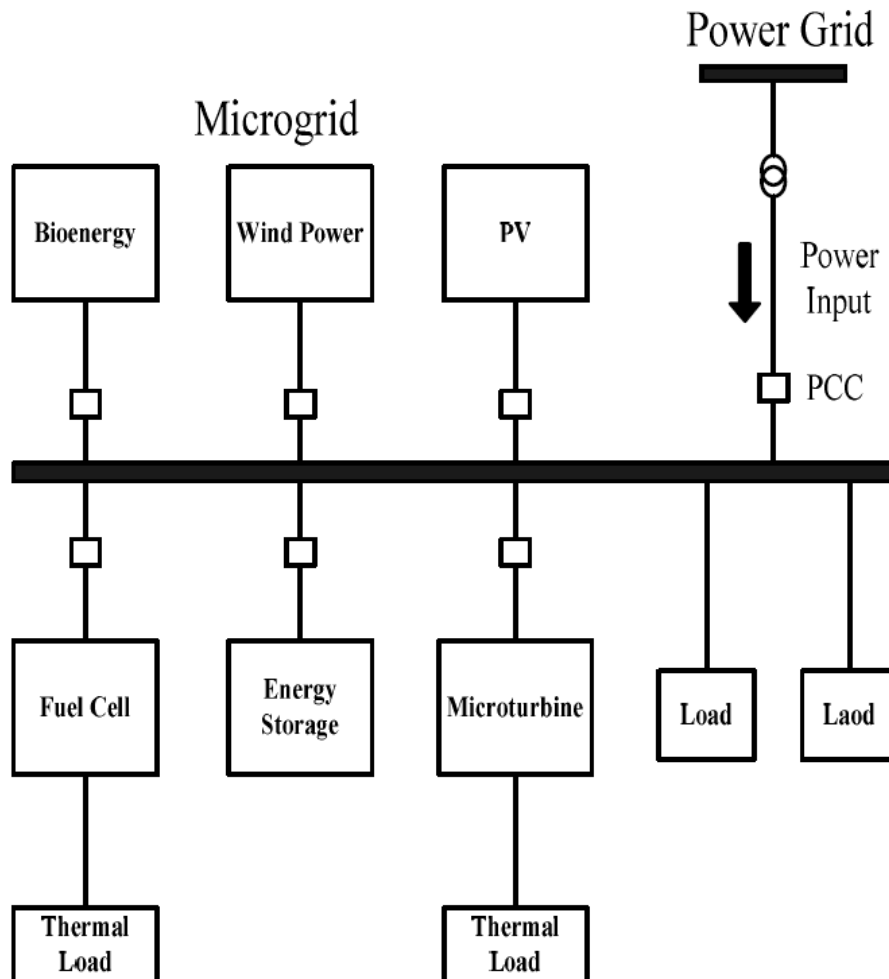 Power Grid
Microgrid
Bioenergy
Wind Power
PV
Power
Input
PCC
Fuel Cell
Energy
Storage
Microturbine
Load
Laod
Thermal
Load
Thermal
Load